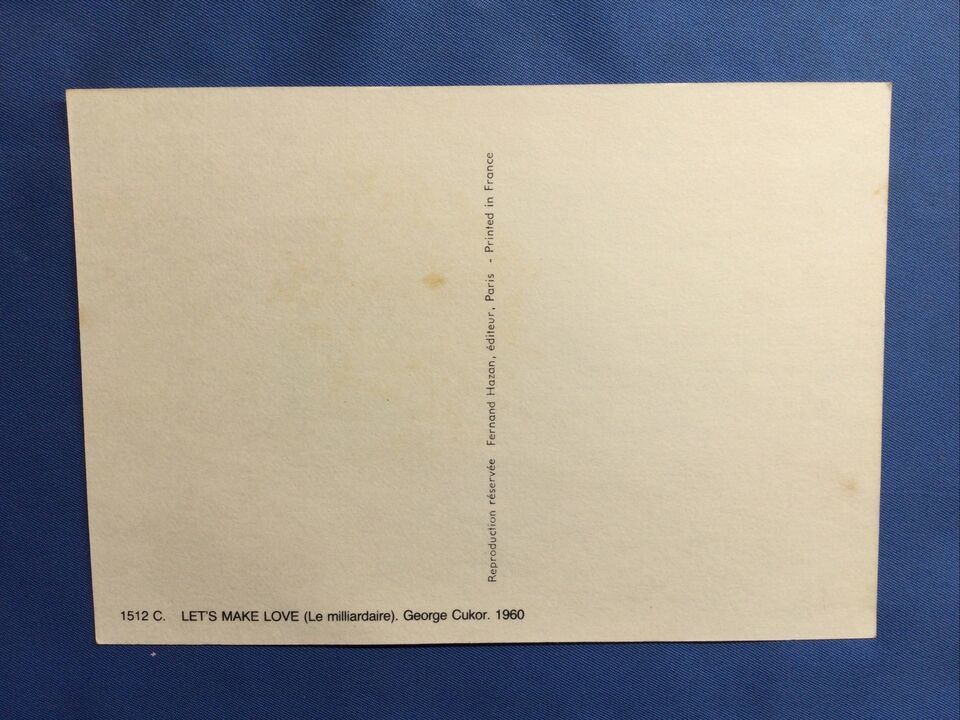 Reproduction réservée Fernand Hazan, éditeur, Paris - Printed in France
1512 C. LET'S MAKE LOVE (Le milliardaire). George Cukor. 1960